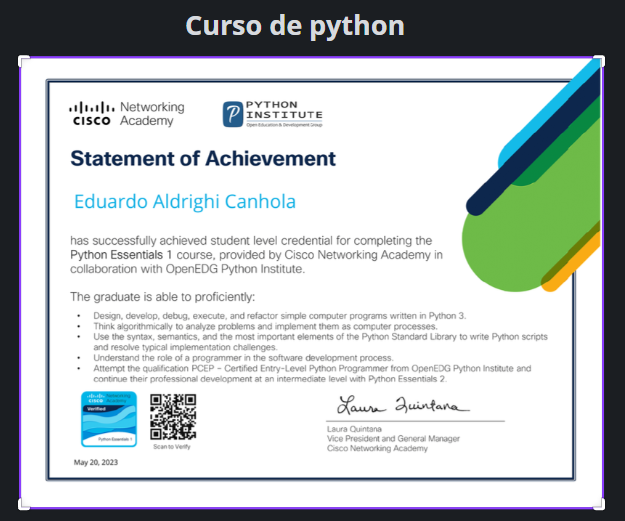 Curso de python
CISCO Networking Academy
PYTHON INSTITUTE
Open Education & Development Group
Statement of Achievement
Eduardo Aldrighi Canhola
has successfully achieved student level credential for completing the
Python Essentials 1 course, provided by Cisco Networking Academy in
collaboration with OpenEDG Python Institute.
The graduate is able to proficiently:
• Design, develop, debug, execute, and refactor simple computer programs written in Python 3.
• Think algorithmically to analyze problems and implement them as computer processes.
• Use the syntax, semantics, and the most important elements of the Python Standard Library to write Python scripts
and resolve typical implementation challenges.
• Understand the role of a programmer in the software development process.
• Attempt the qualification PCEP – Certified Entry-Level Python Programmer from OpenEDG Python Institute and
continue their professional development at an intermediate level with Python Essentials 2.
CISCO Networking Academy
Verified
Python Essentials 1
Scan to Verify
Laura Quintana
Laura Quintana
Vice President and General Manager
Cisco Networking Academy
May 20, 2023